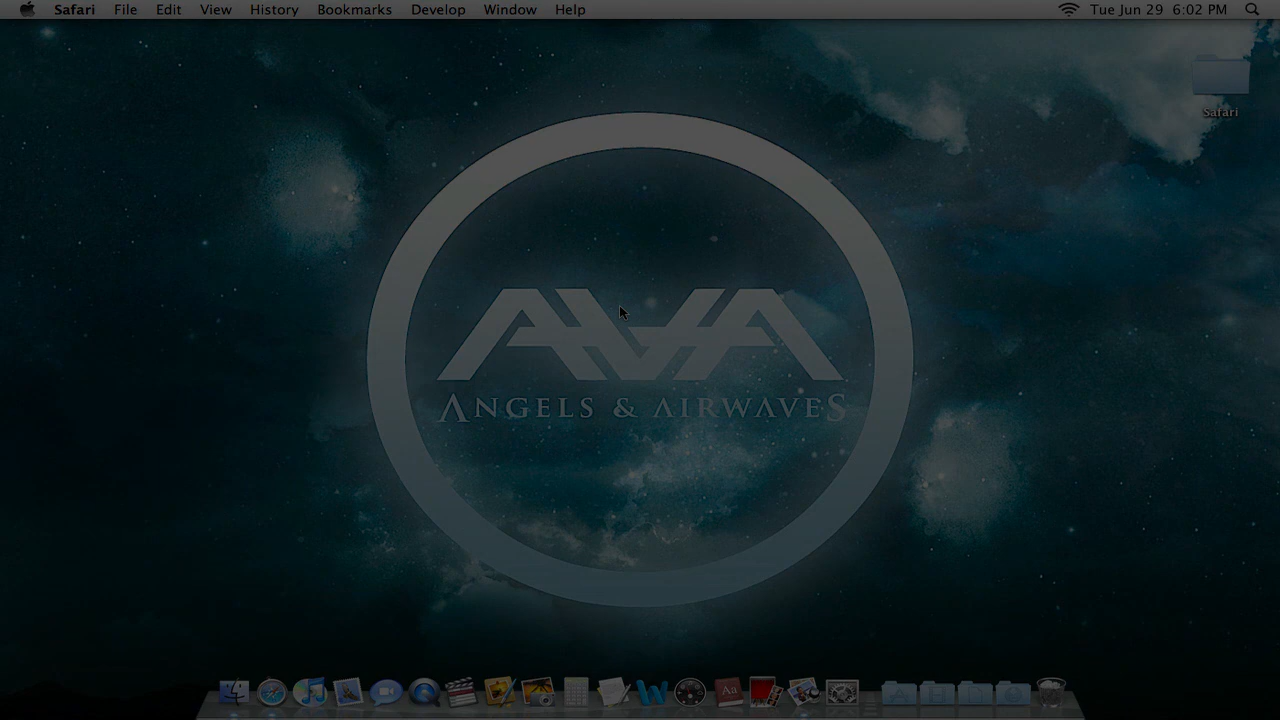 Safari File Edit View History Bookmarks Develop Window Help Tue Jun 29 6:02 PM
Safari
AVA
ANGELS & AIRWAVES
Aa